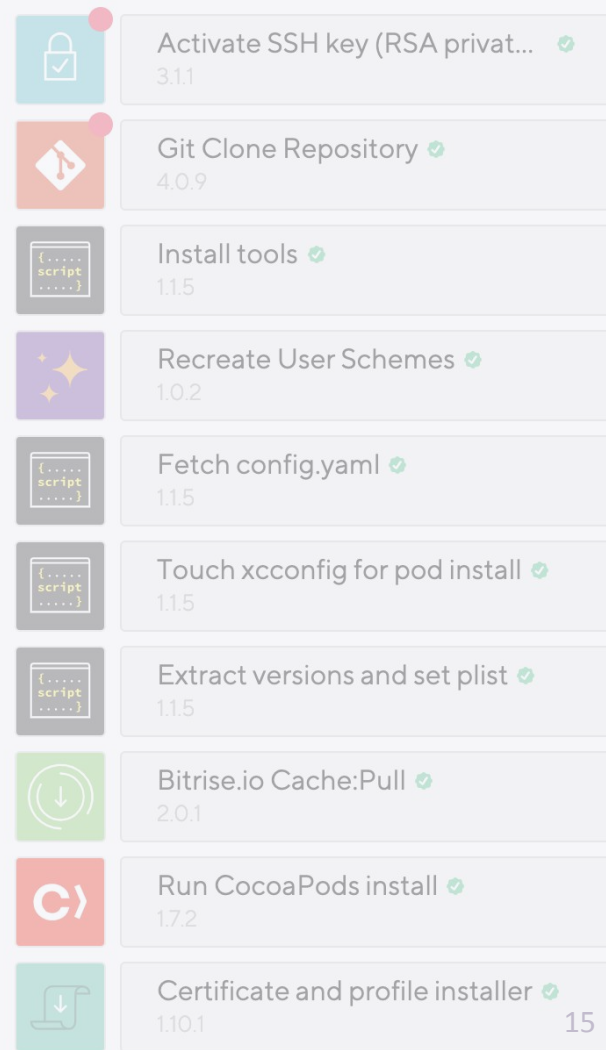 Activate SSH key (RSA privat...
3.1.1
Git Clone Repository
4.0.9
{.....
script
.....}
Install tools
1.1.5
Recreate User Schemes
1.0.2
{.....
script
.....}
Fetch config.yaml
1.1.5
{.....
script
.....}
Touch xcconfig for pod install
1.1.5
{.....
script
.....}
Extract versions and set plist
1.1.5
Bitrise.io Cache:Pull
2.0.1
Run CocoaPods install
1.7.2
Certificate and profile installer
1.10.1
15